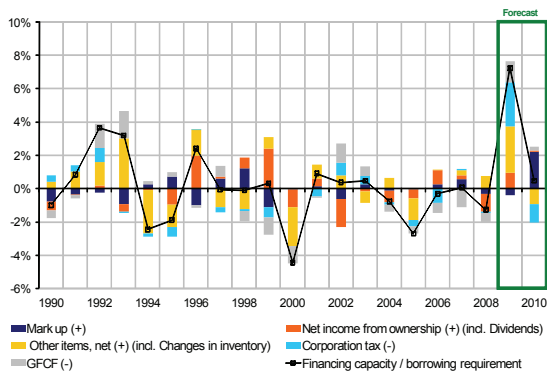 Forecast
10%
8%
6%
4%
2%
0%
-2%
-4%
-6%
1990 1992 1994 1996 1998 2000 2002 2004 2006 2008 2010
Mark up (+) Net income from ownership (+) (incl. Dividends)
Other items, net (+) (incl. Changes in inventory) Corporation tax (-)
GFCF (-) Financing capacity / borrowing requirement